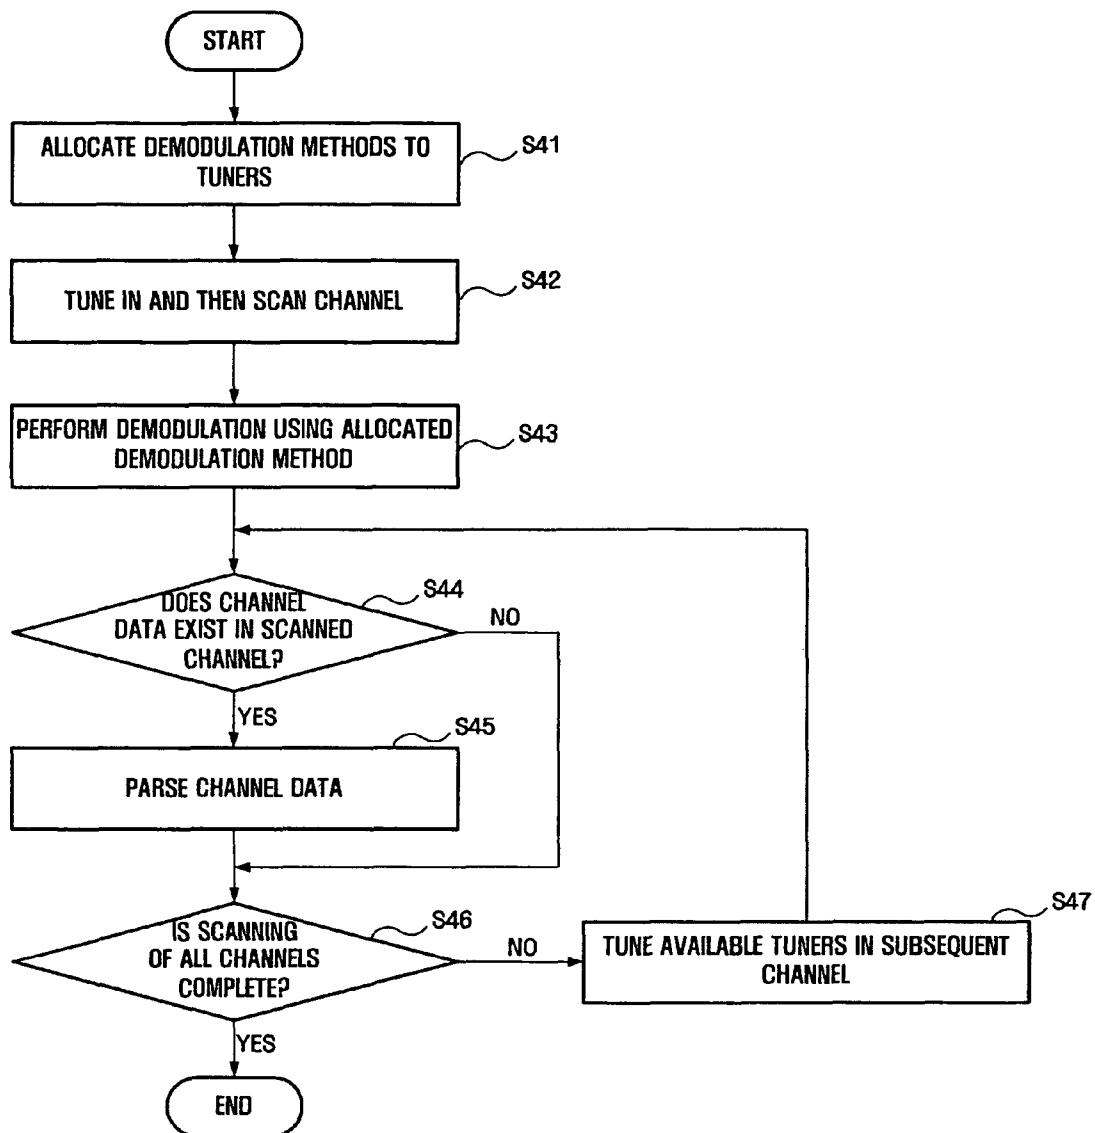 START
ALLOCATE DEMODULATION METHODS TO
TUNERS
S41
TUNE IN AND THEN SCAN CHANNEL
S42
PERFORM DEMODULATION USING ALLOCATED
DEMODULATION METHOD
S43
DOES CHANNEL
DATA EXIST IN SCANNED
CHANNEL?
S44
NO
YES
PARSE CHANNEL DATA
S45
IS SCANNING
OF ALL CHANNELS
COMPLETE?
S46
NO
TUNE AVAILABLE TUNERS IN SUBSEQUENT
CHANNEL
S47
YES
END